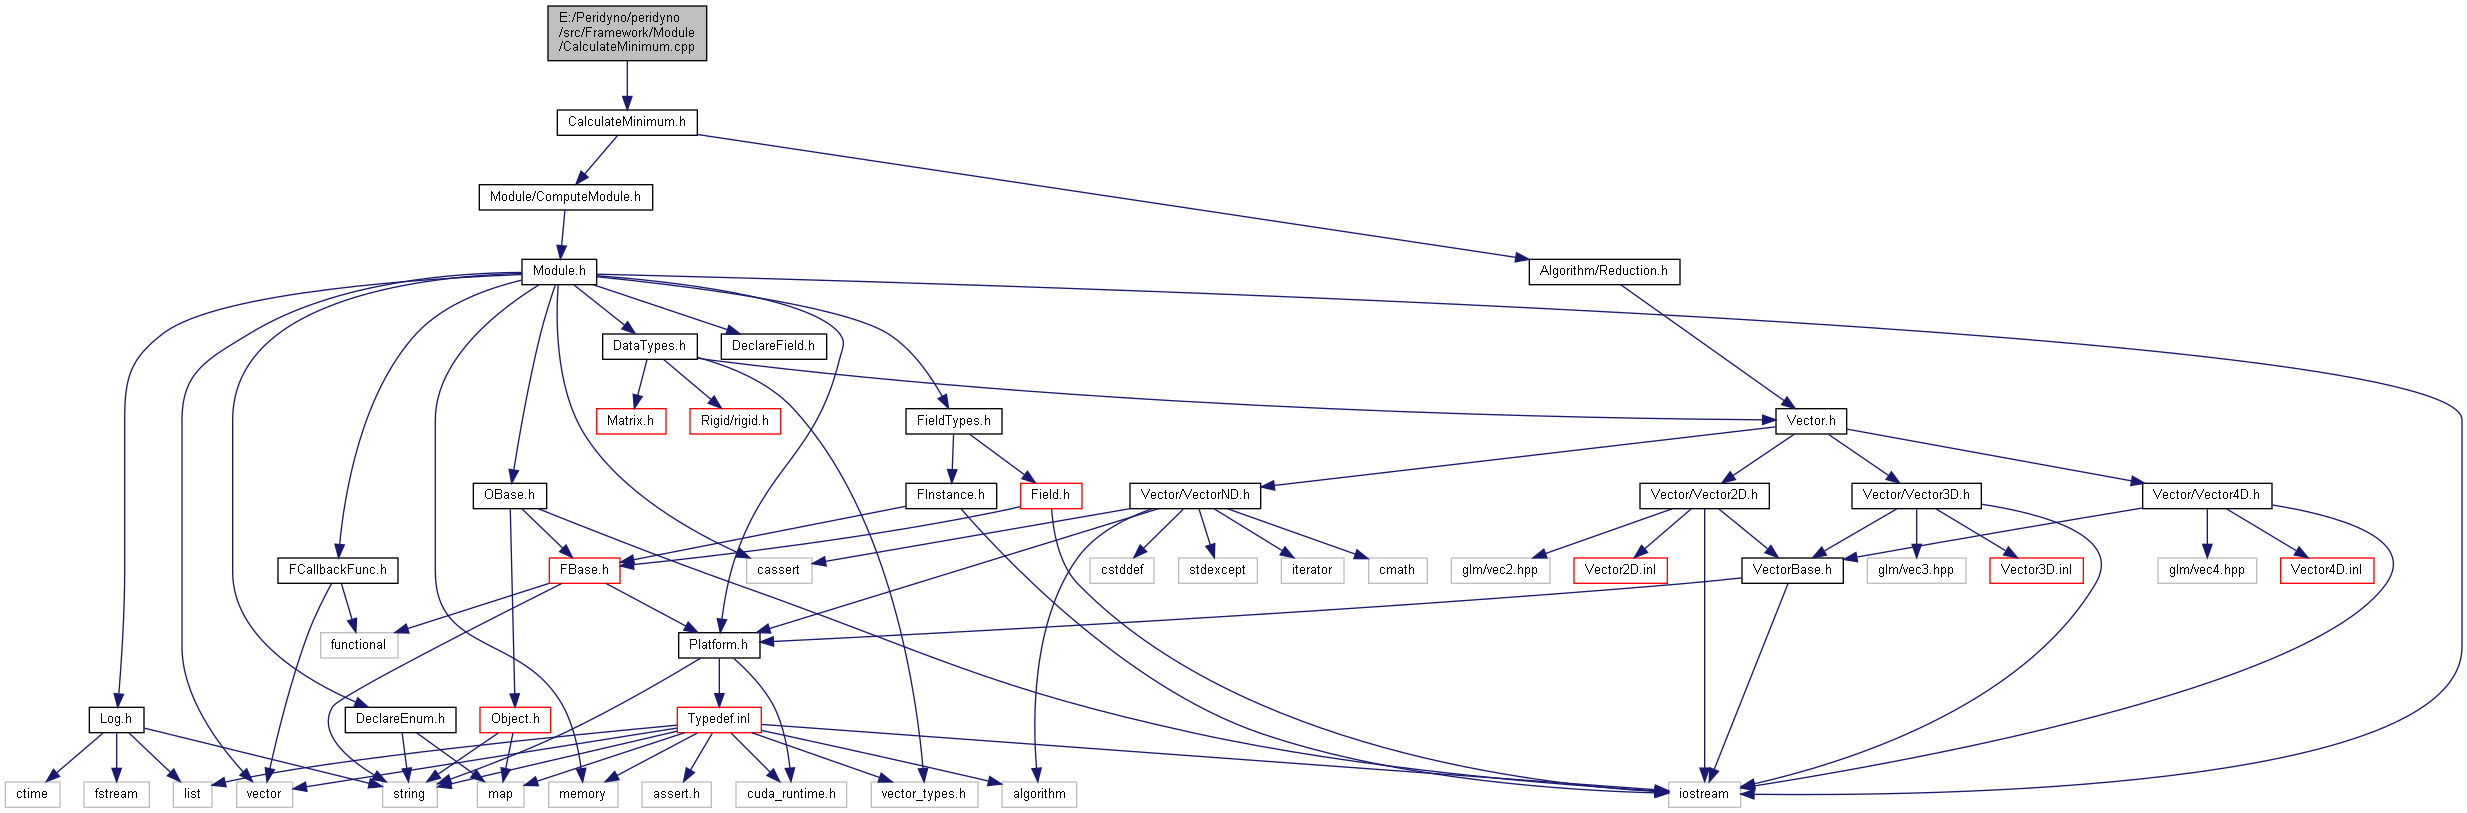 E:/Peridyno/peridyno
/src/Framework/Module
/CalculateMinimum.cpp
CalculateMinimum.h
Module/ComputeModule.h
Module.h
Algorithm/Reduction.h
DataTypes.h
DeclareField.h
Matrix.h
Rigid/rigid.h
FieldTypes.h
Vector.h
OBase.h
FInstance.h
Field.h
Vector/VectorND.h
Vector/Vector2D.h
Vector/Vector3D.h
Vector/Vector4D.h
FCallbackFunc.h
FBase.h
cassert
cstddef
stdexcept
iterator
cmath
glm/vec2.hpp
Vector2D.inl
VectorBase.h
glm/vec3.hpp
Vector3D.inl
glm/vec4.hpp
Vector4D.inl
functional
Platform.h
Log.h
DeclareEnum.h
Object.h
Typedef.inl
ctime
fstream
list
vector
string
map
memory
assert.h
cuda_runtime.h
vector_types.h
algorithm
iostream